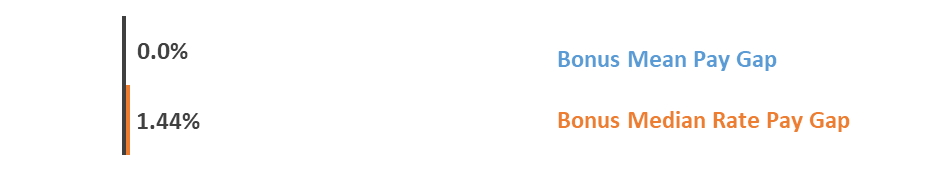 0.0%
Bonus Mean Pay Gap
1.44%
Bonus Median Rate Pay Gap